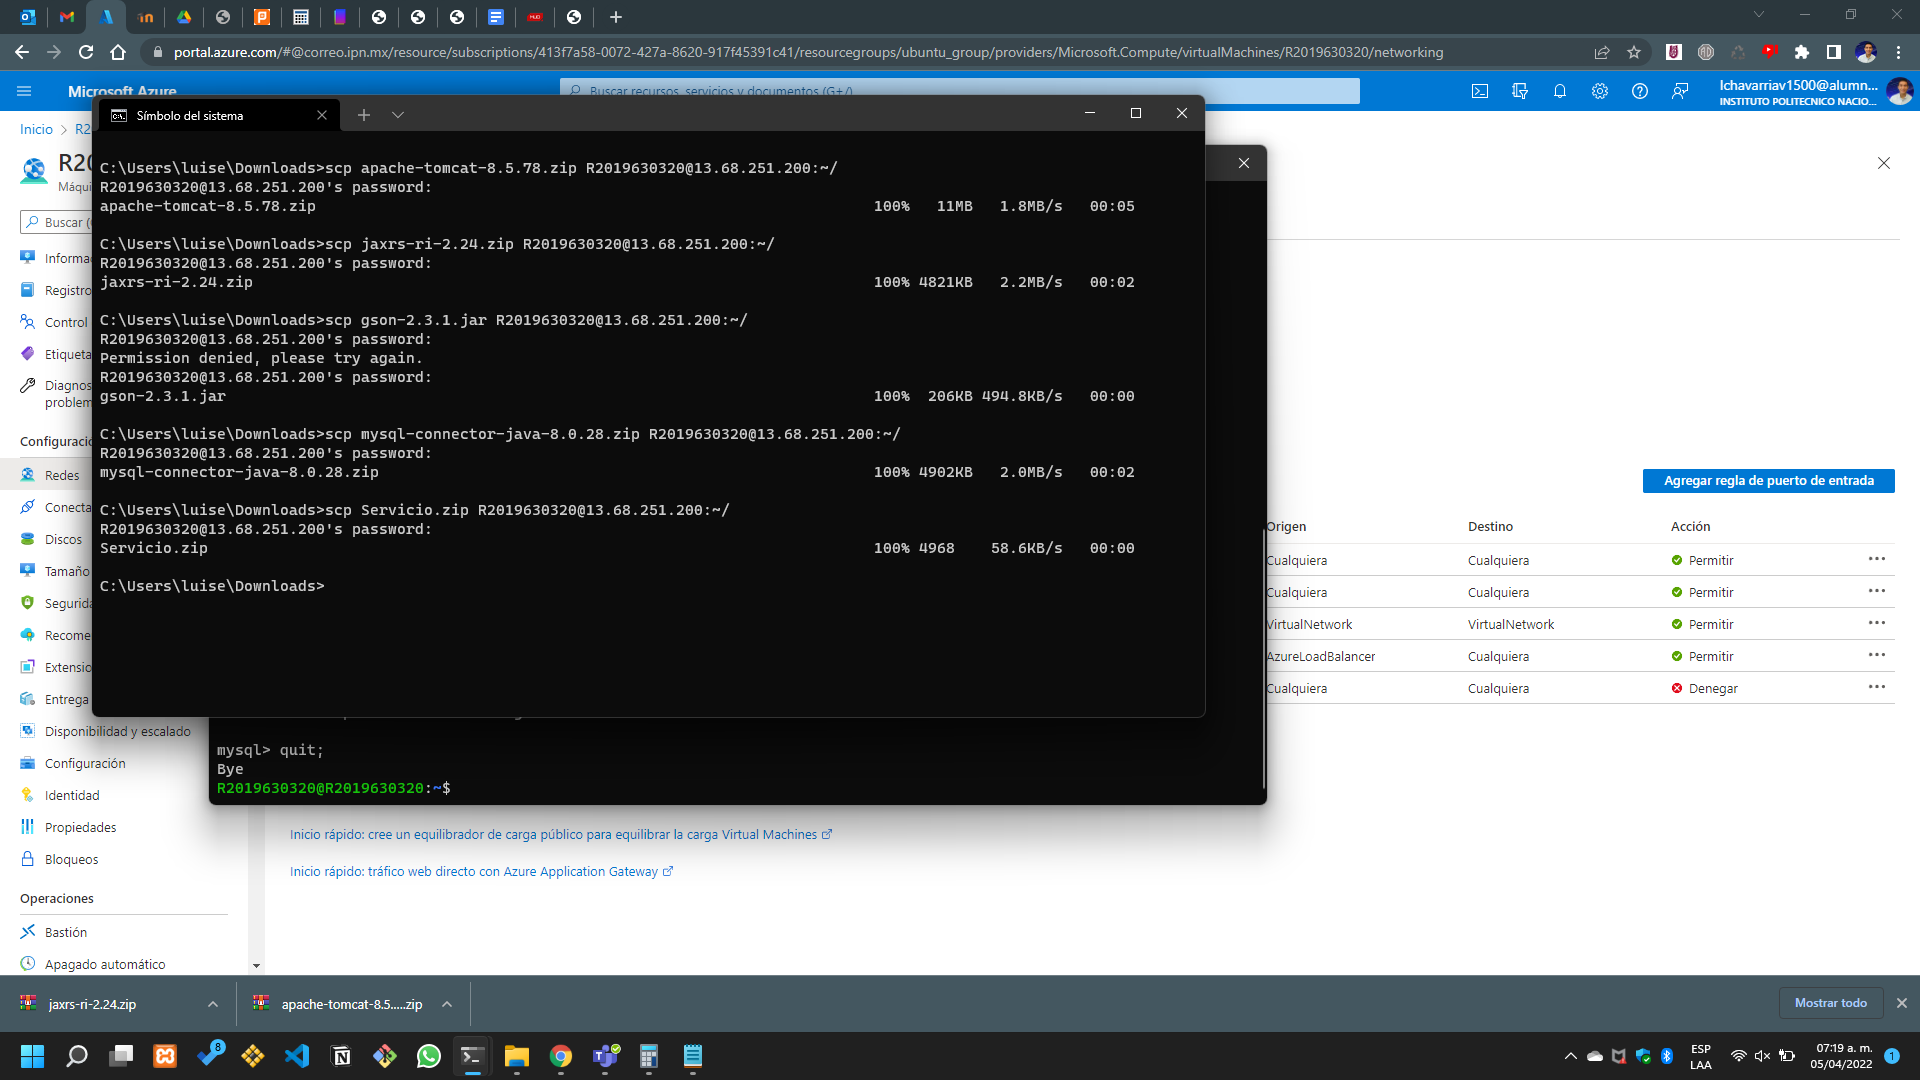 portal.azure.com/#@correo.ipn.mx/resource/subscriptions/413f7a58-0072-427a-8620-917f45391c41/resourcegroups/ubuntu_group/providers/Microsoft.Compute/virtualMachines/R2019630320/networking
Microsoft Azure
Buscar recursos, servicios y documentos (G+/)
lchavarriav1500@alumn...
INSTITUTO POLITECNICO NACIO...
Inicio > R2
R20
Máqui
Buscar (
Informa
Registro
Control
Etiqueta
Diagnos
problem
Configuració
Redes
Conecta
Discos
Tamaño
Segurida
Recome
Extensio
Entrega
Disponibilidad y escalado
Configuración
Identidad
Propiedades
Bloqueos
Operaciones
Bastión
Apagado automático
Símbolo del sistema
C:\Users\luise\Downloads>scp apache-tomcat-8.5.78.zip R2019630320@13.68.251.200:~/
R2019630320@13.68.251.200's password:
apache-tomcat-8.5.78.zip 100% 11MB 1.8MB/s 00:05
C:\Users\luise\Downloads>scp jaxrs-ri-2.24.zip R2019630320@13.68.251.200:~/
R2019630320@13.68.251.200's password:
jaxrs-ri-2.24.zip 100% 4821KB 2.2MB/s 00:02
C:\Users\luise\Downloads>scp gson-2.3.1.jar R2019630320@13.68.251.200:~/
R2019630320@13.68.251.200's password:
Permission denied, please try again.
R2019630320@13.68.251.200's password:
gson-2.3.1.jar 100% 206KB 494.8KB/s 00:00
C:\Users\luise\Downloads>scp mysql-connector-java-8.0.28.zip R2019630320@13.68.251.200:~/
R2019630320@13.68.251.200's password:
mysql-connector-java-8.0.28.zip 100% 4902KB 2.0MB/s 00:02
C:\Users\luise\Downloads>scp Servicio.zip R2019630320@13.68.251.200:~/
R2019630320@13.68.251.200's password:
Servicio.zip 100% 4968 58.6KB/s 00:00
C:\Users\luise\Downloads>
mysql> quit;
Bye
R2019630320@R2019630320:~$
Agregar regla de puerto de entrada
Origen Destino Acción
Cualquiera Cualquiera Permitir
Cualquiera Cualquiera Permitir
VirtualNetwork VirtualNetwork Permitir
AzureLoadBalancer Cualquiera Permitir
Cualquiera Cualquiera Denegar
Inicio rápido: cree un equilibrador de carga público para equilibrar la carga Virtual Machines
Inicio rápido: tráfico web directo con Azure Application Gateway
jaxrs-ri-2.24.zip
apache-tomcat-8.5.....zip
Mostrar todo
8
ESP
LAA
07:19 a. m.
05/04/2022
1